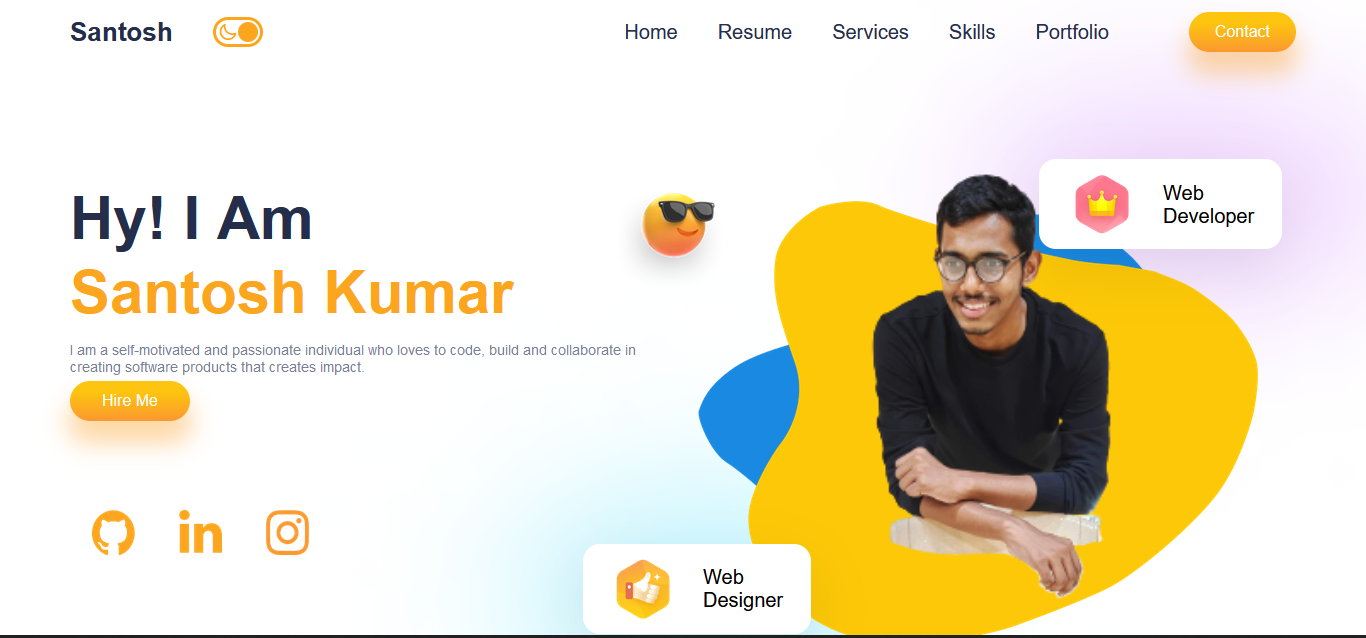 Santosh
Home Resume Services Skills Portfolio Contact
Hy! I Am
Santosh Kumar
I am a self-motivated and passionate individual who loves to code, build and collaborate in
creating software products that creates impact.
Hire Me
Web
Developer
in
Web
Designer